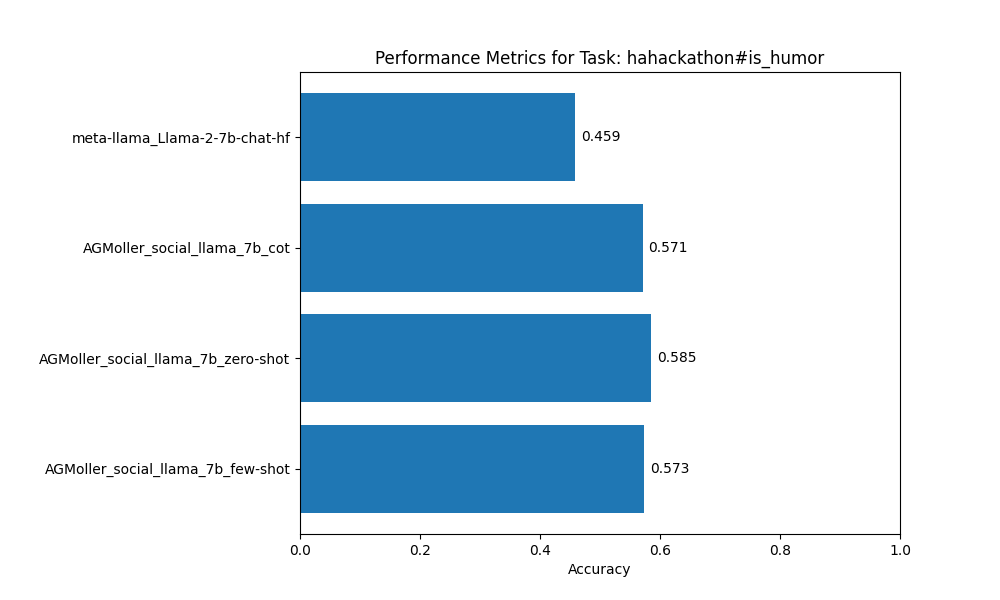 Performance Metrics for Task: hahackathon#is_humor
meta-llama_Llama-2-7b-chat-hf
0.459
AGMoller_social_llama_7b_cot
0.571
AGMoller_social_llama_7b_zero-shot
0.585
AGMoller_social_llama_7b_few-shot
0.573
0.0 0.2 0.4 0.6 0.8 1.0
Accuracy